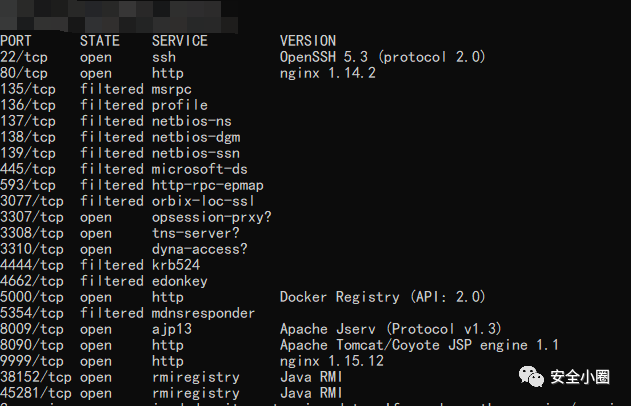 PORT STATE SERVICE VERSION
22/tcp open ssh OpenSSH 5.3 (protocol 2.0)
80/tcp open http nginx 1.14.2
135/tcp filtered msrpc
136/tcp filtered profile
137/tcp filtered netbios-ns
138/tcp filtered netbios-dgm
139/tcp filtered netbios-ssn
445/tcp filtered microsoft-ds
593/tcp filtered http-rpc-epmap
3077/tcp filtered orbix-loc-ssl
3307/tcp open opsession-prxy?
3308/tcp open tns-server?
3310/tcp open dyna-access?
4444/tcp filtered krb524
4662/tcp filtered edonkey
5000/tcp open http Docker Registry (API: 2.0)
5354/tcp filtered mdnsresponder
8009/tcp open ajp13 Apache Jserv (Protocol v1.3)
8090/tcp open http Apache Tomcat/Coyote JSP engine 1.1
9999/tcp open http nginx 1.15.12
38152/tcp open rmiregistry Java RMI
45281/tcp open rmiregistry Java RMI
安全小圈